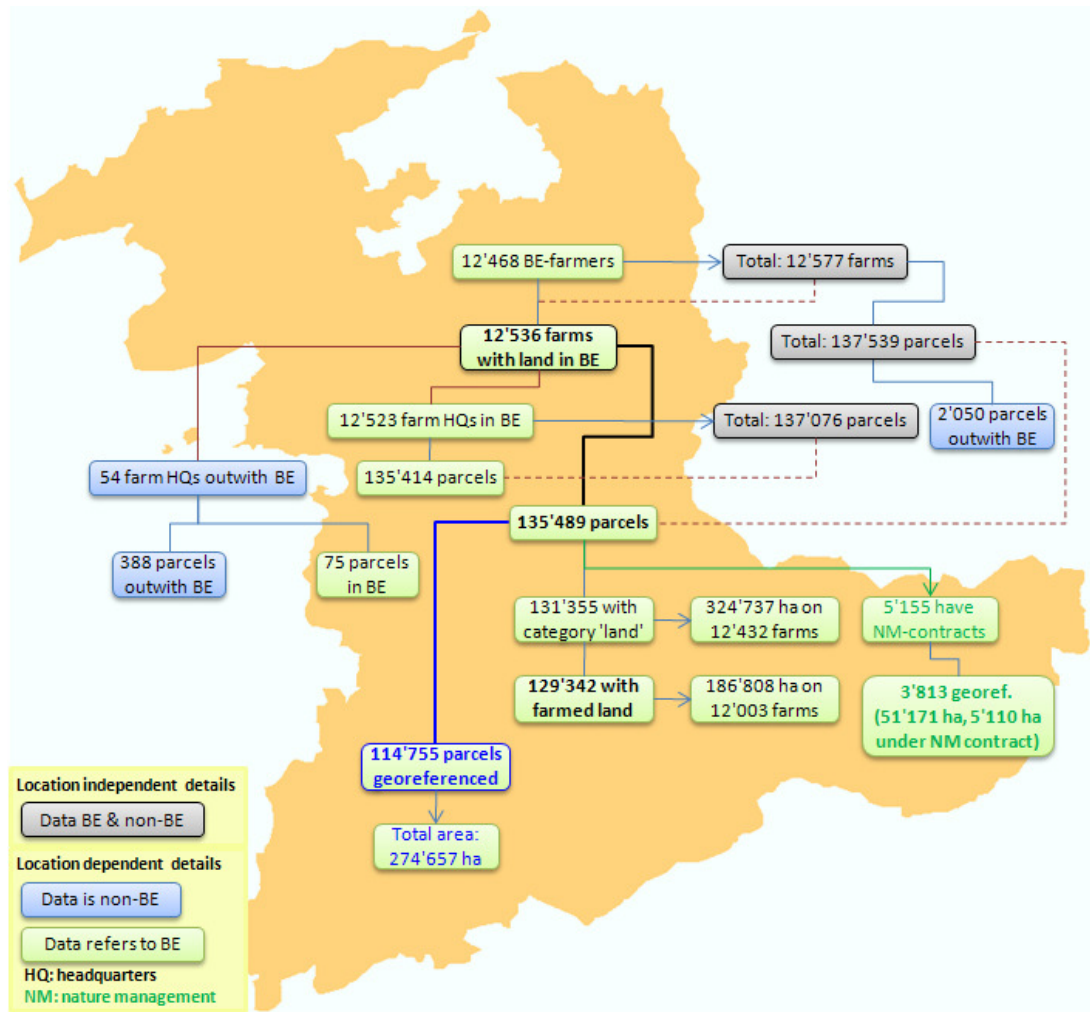 12'468 BE-farmers
Total: 12'577 farms
12'536 farms
with land in BE
Total: 137'539 parcels
12'523 farm HQs in BE
Total: 137'076 parcels
2'050 parcels
outwith BE
54 farm HQs outwith BE
135'414 parcels
135'489 parcels
388 parcels
outwith BE
75 parcels
in BE
131'355 with
category 'land'
324'737 ha on
12'432 farms
5'155 have
NM-contracts
129'342 with
farmed land
186'808 ha on
12'003 farms
3'813 georef.
(51'171 ha, 5'110 ha
under NM contract)
114'755 parcels
georeferenced
Total area:
274'657 ha
Location independent details
Data BE & non-BE
Location dependent details
Data is non-BE
Data refers to BE
HQ: headquarters
NM: nature management